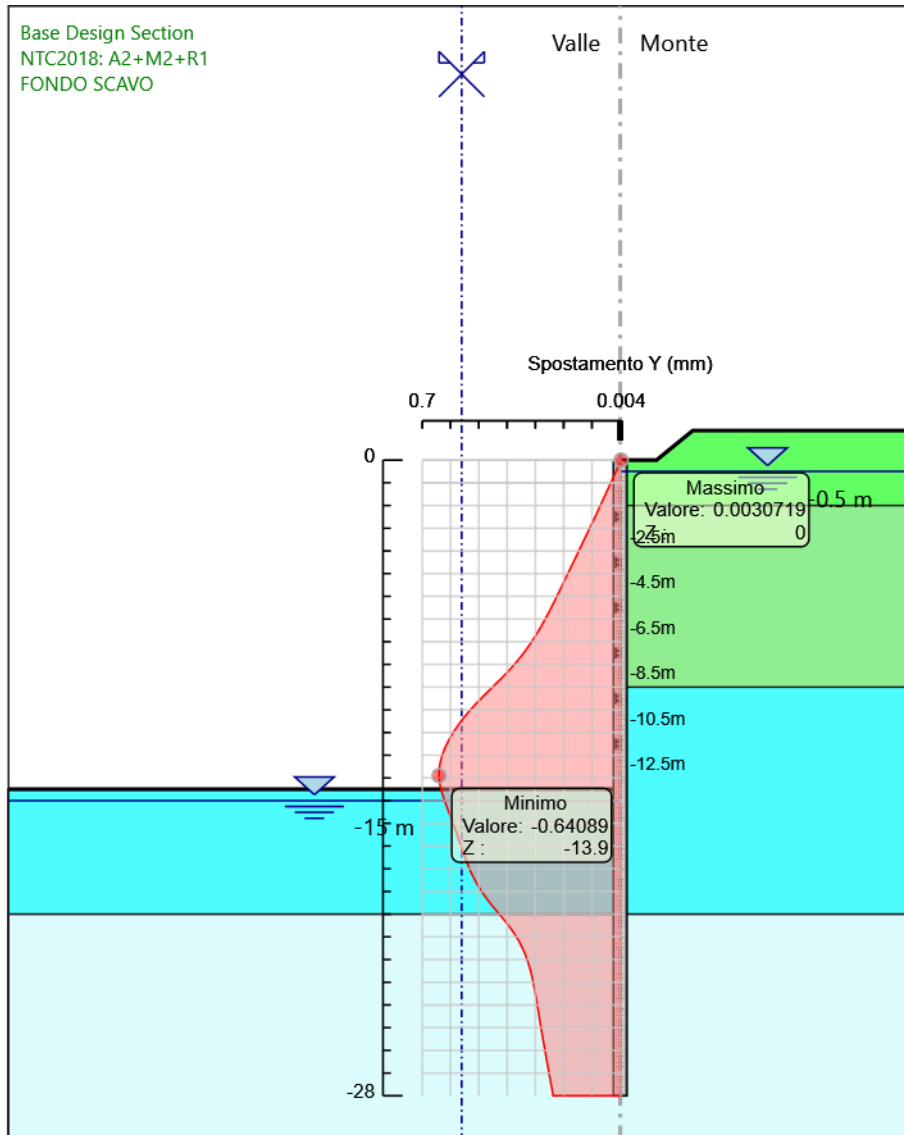 Base Design Section
NTC2018: A2+M2+R1
FONDO SCAVO
Valle
Monte
Spostamento Y (mm)
0.7
0.004
0
Massimo
Valore: 0.0030719
Z : 0
-0.5 m
-2.5m
-4.5m
-6.5m
-8.5m
-10.5m
-12.5m
Minimo
Valore: -0.64089
Z : -13.9
-15 m
-28